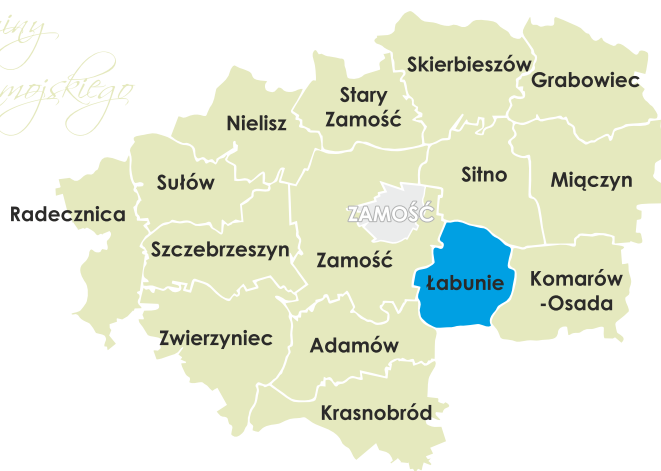 Skierbieszów
Grabowiec
Stary
Zamość
Nielisz
Sitno
Miączyn
Sułów
Radecznica
ZAMOŚĆ
Szczebrzeszyn
Zamość
Łabunie
Komarów
-Osada
Zwierzyniec
Adamów
Krasnobród